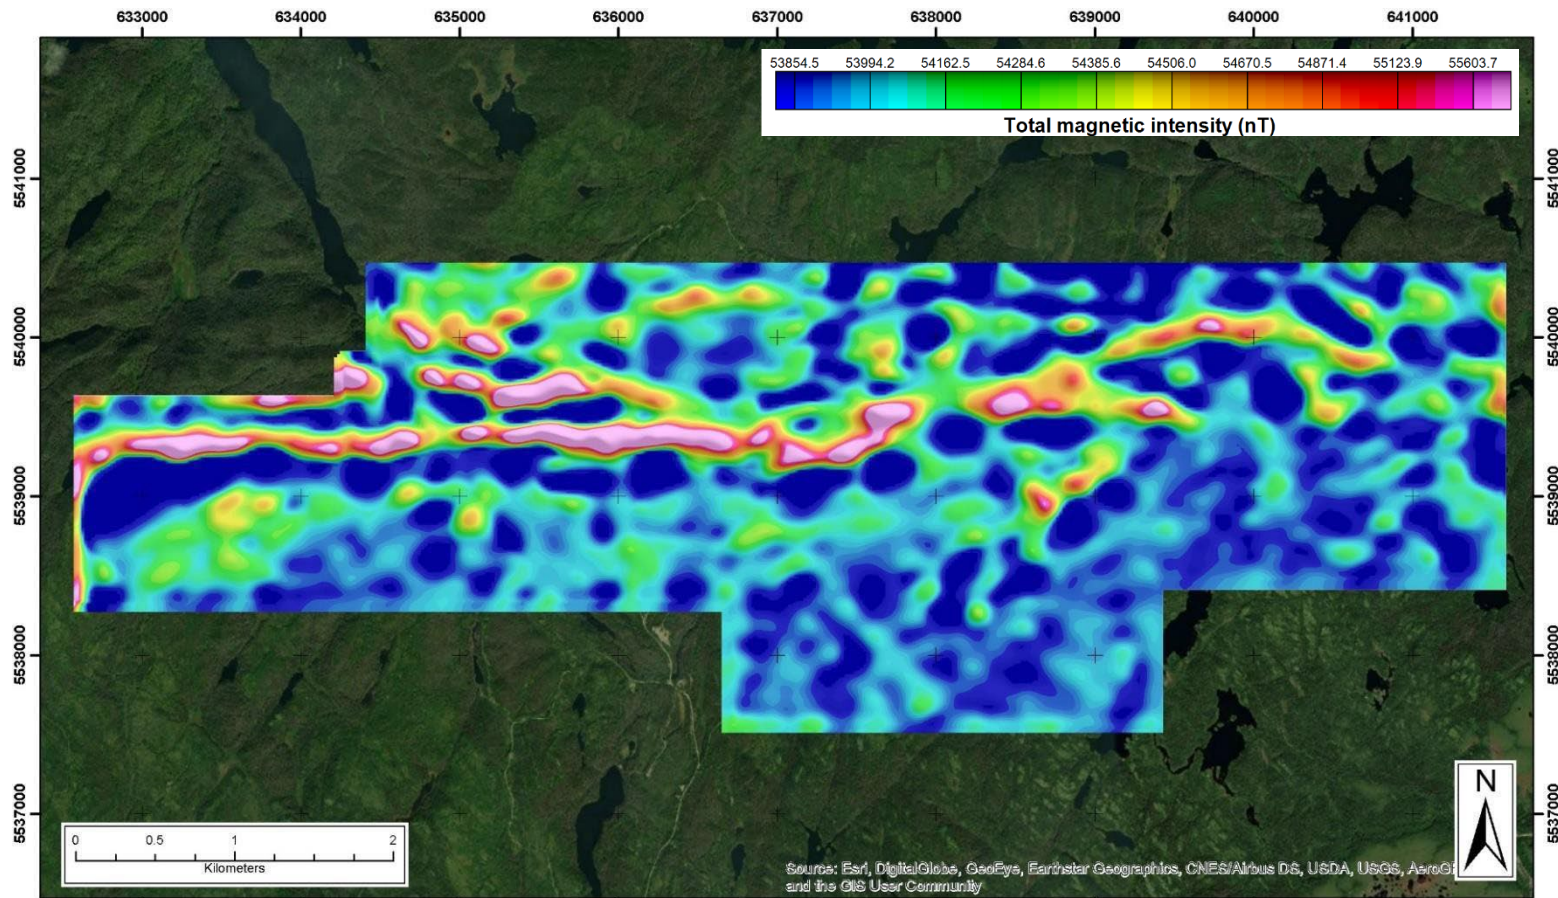 633000 634000 635000 636000 637000 638000 639000 640000 641000
53854.5 53994.2 54162.5 54284.6 54385.6 54506.0 54670.5 54871.4 55123.9 55603.7
Total magnetic intensity (nT)
5541000 5541000
5540000 5540000
5539000 5539000
5538000 5538000
5537000 5537000
N
0 0.5 1 2
Kilometers
Source: Esri, DigitalGlobe, GeoEye, Earthstar Geographics, CNES/Airbus DS, USDA, USGS,
and the GIS User Community